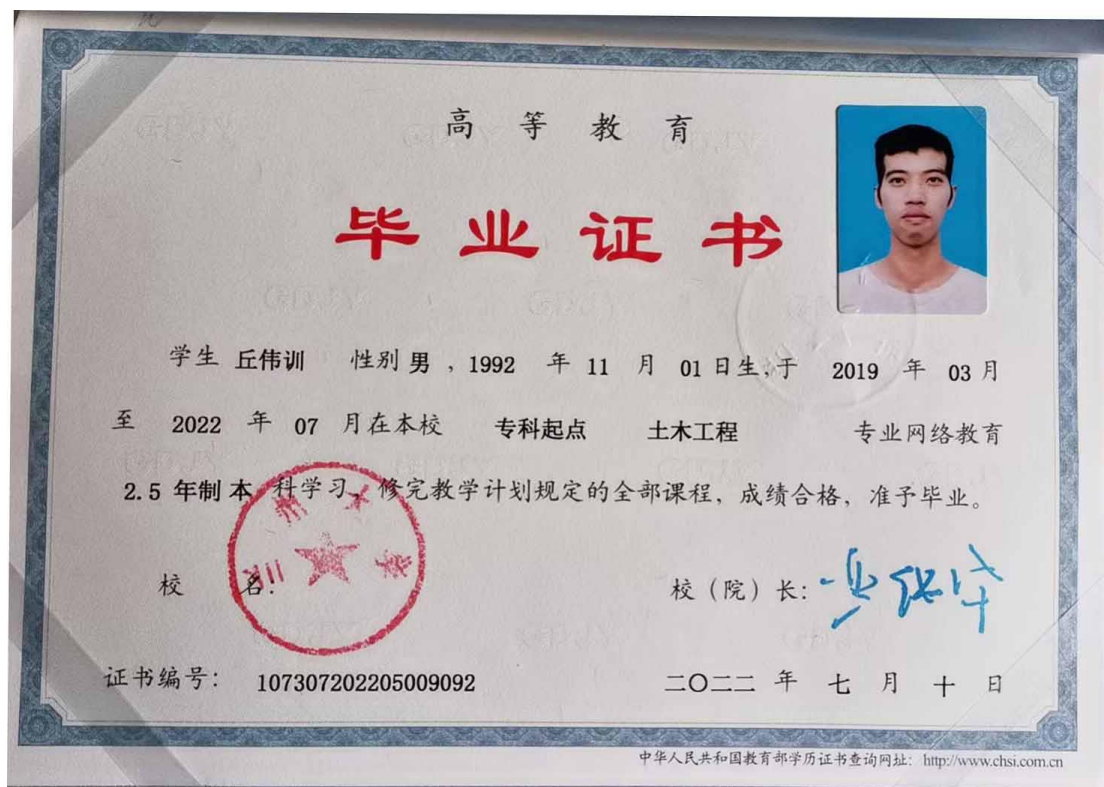 高等教育
毕业证书
学生 丘伟训 性别 男 , 1992 年 11 月 01 日生,于 2019 年 03 月
至 2022 年 07 月在本校 专科起点 土木工程 专业网络教育
2.5 年制 本 科学习, 修完教学计划规定的全部课程, 成绩合格, 准予毕业。
校 名:
兰州大学
校（院）长:
证书编号: 107307202205009092
二〇二二 年 七 月 十 日
中华人民共和国教育部学历证书查询网址: http://www.chsi.com.cn